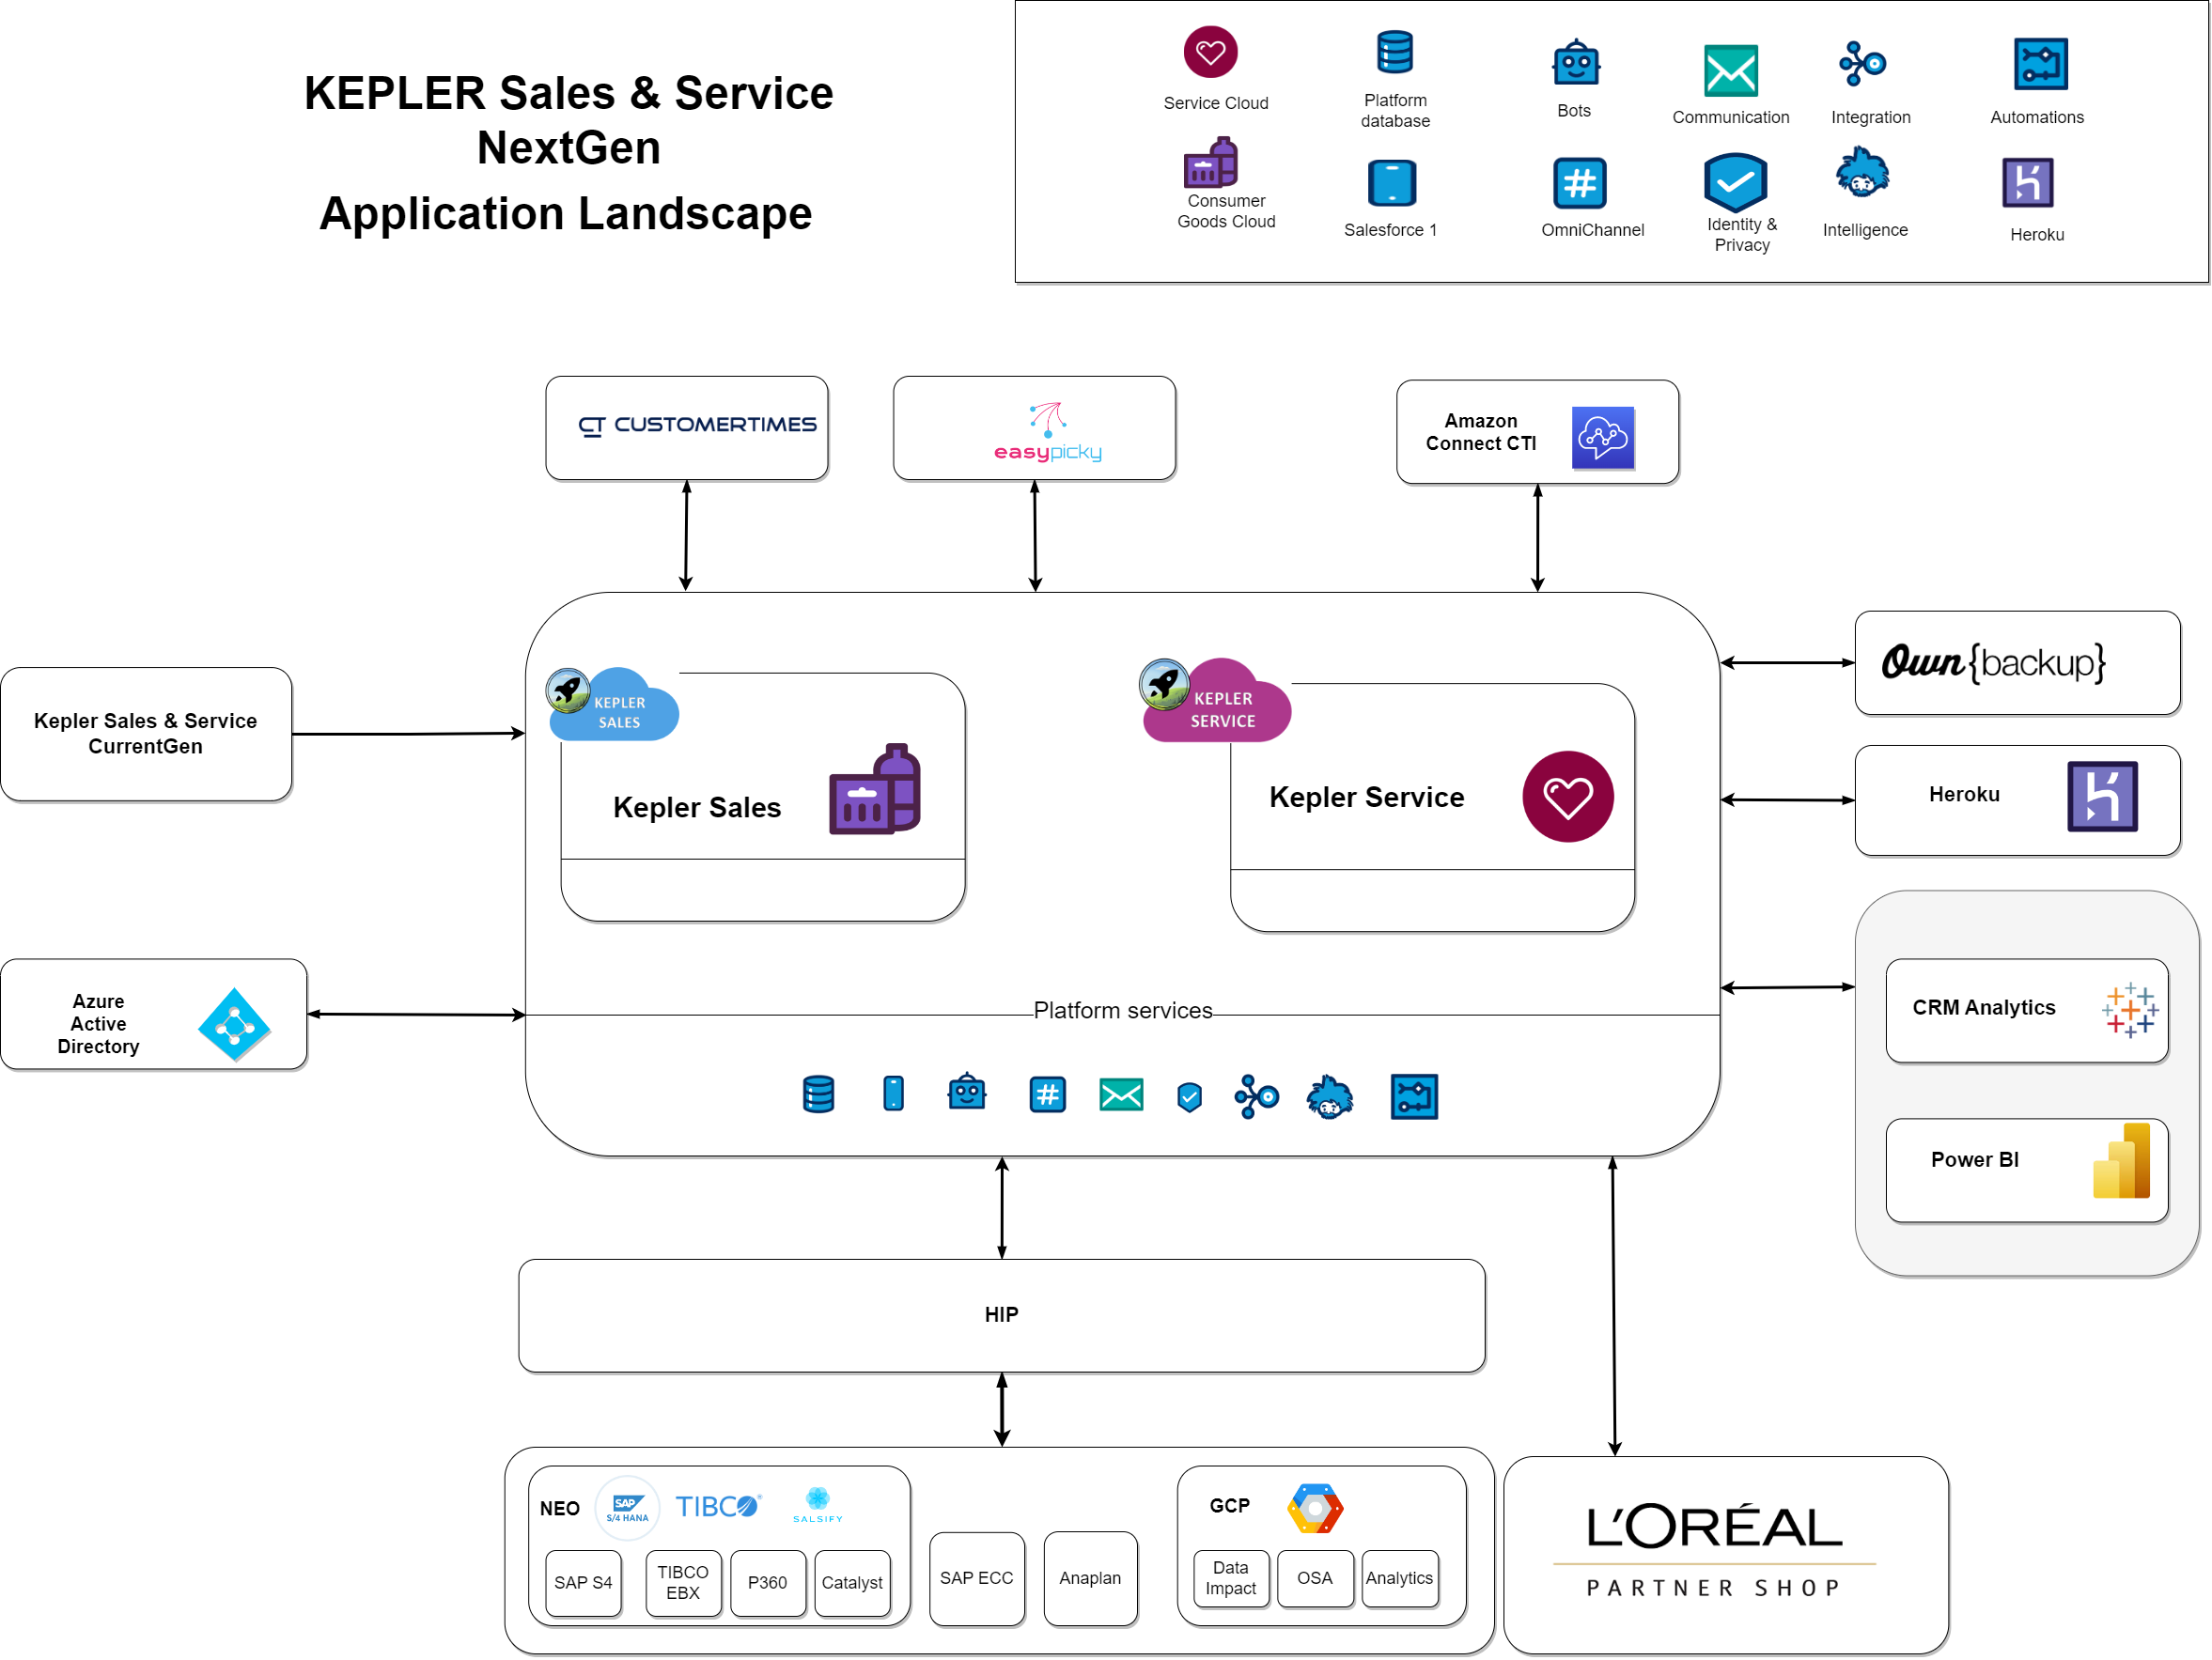 KEPLER Sales & Service
NextGen
Application Landscape
Service Cloud
Platform
database
Bots
Communication
Integration
Automations
Consumer
Goods Cloud
Salesforce 1
OmniChannel
Identity &
Privacy
Intelligence
Heroku
CT CUSTOMERTIMES
easypicky
Amazon
Connect CTI
Kepler Sales & Service
CurrentGen
KEPLER
SALES
Kepler Sales
KEPLER
SERVICE
Kepler Service
Own{backup}
Heroku
Azure
Active
Directory
Platform services
CRM Analytics
Power BI
HIP
NEO
SAP
S/4 HANA
TIBCO®
SALSIFY
SAP S4
TIBCO
EBX
P360
Catalyst
SAP ECC
Anaplan
GCP
Data
Impact
OSA
Analytics
L'ORÉAL
PARTNER SHOP